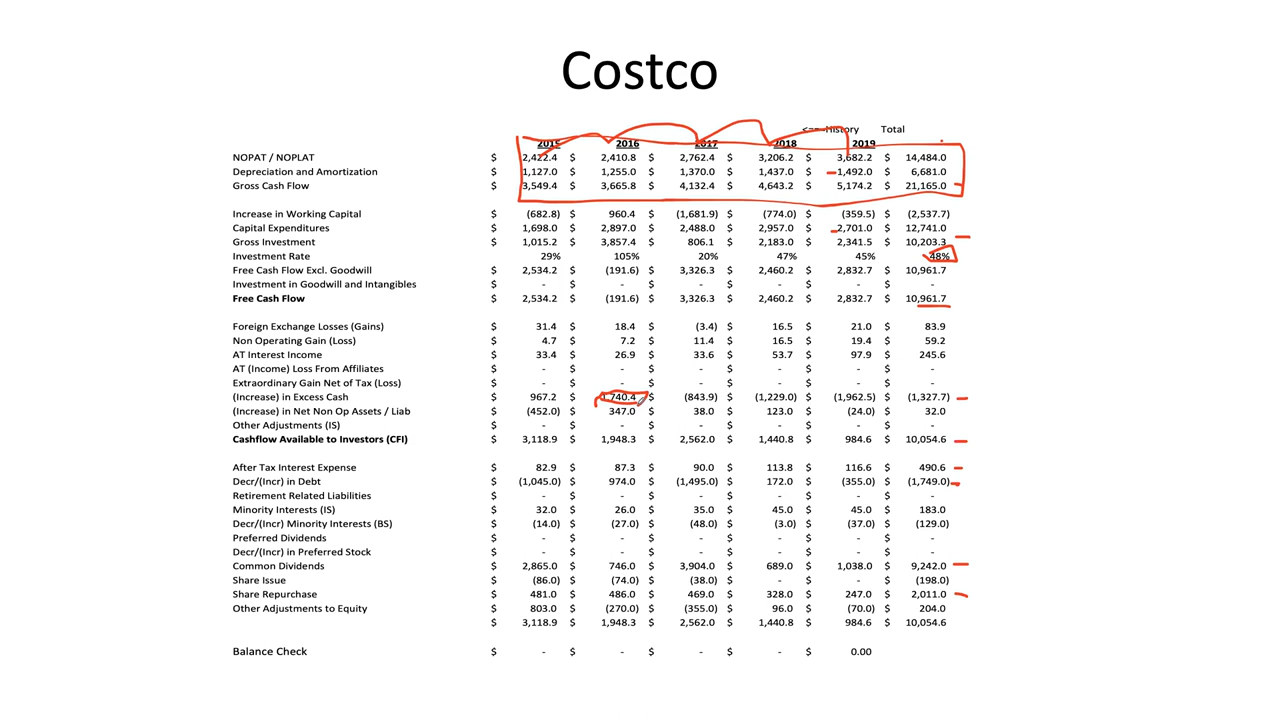 Costco
<== History Total
2015 2016 2017 2018 2019
NOPAT / NOPLAT $ 2,422.4 $ 2,410.8 $ 2,762.4 $ 3,206.2 $ 3,682.2 $ 14,484.0
Depreciation and Amortization $ 1,127.0 $ 1,255.0 $ 1,370.0 $ 1,437.0 $ 1,492.0 $ 6,681.0
Gross Cash Flow $ 3,549.4 $ 3,665.8 $ 4,132.4 $ 4,643.2 $ 5,174.2 $ 21,165.0
Increase in Working Capital $ (682.8) $ 960.4 $ (1,681.9) $ (774.0) $ (359.5) $ (2,537.7)
Capital Expenditures $ 1,698.0 $ 2,897.0 $ 2,488.0 $ 2,957.0 $ 2,701.0 $ 12,741.0
Gross Investment $ 1,015.2 $ 3,857.4 $ 806.1 $ 2,183.0 $ 2,341.5 $ 10,203.3
Investment Rate 29% 105% 20% 47% 45% 48%
Free Cash Flow Excl. Goodwill $ 2,534.2 $ (191.6) $ 3,326.3 $ 2,460.2 $ 2,832.7 $ 10,961.7
Investment in Goodwill and Intangibles $ - $ - $ - $ - $ - $ -
Free Cash Flow $ 2,534.2 $ (191.6) $ 3,326.3 $ 2,460.2 $ 2,832.7 $ 10,961.7
Foreign Exchange Losses (Gains) $ 31.4 $ 18.4 $ (3.4) $ 16.5 $ 21.0 $ 83.9
Non Operating Gain (Loss) $ 4.7 $ 7.2 $ 11.4 $ 16.5 $ 19.4 $ 59.2
AT Interest Income $ 33.4 $ 26.9 $ 33.6 $ 53.7 $ 97.9 $ 245.6
AT (Income) Loss From Affiliates $ - $ - $ - $ - $ - $ -
Extraordinary Gain Net of Tax (Loss) $ - $ - $ - $ - $ - $ -
(Increase) in Excess Cash $ 967.2 $ 1,740.4 $ (843.9) $ (1,229.0) $ (1,962.5) $ (1,327.7)
(Increase) in Net Non Op Assets / Liab $ (452.0) $ 347.0 $ 38.0 $ 123.0 $ (24.0) $ 32.0
Other Adjustments (IS) $ - $ - $ - $ - $ - $ -
Cashflow Available to Investors (CFI) $ 3,118.9 $ 1,948.3 $ 2,562.0 $ 1,440.8 $ 984.6 $ 10,054.6
After Tax Interest Expense $ 82.9 $ 87.3 $ 90.0 $ 113.8 $ 116.6 $ 490.6
Decr/(Incr) in Debt $ (1,045.0) $ 974.0 $ (1,495.0) $ 172.0 $ (355.0) $ (1,749.0)
Retirement Related Liabilities $ - $ - $ - $ - $ - $ -
Minority Interests (IS) $ 32.0 $ 26.0 $ 35.0 $ 45.0 $ 45.0 $ 183.0
Decr/(Incr) Minority Interests (BS) $ (14.0) $ (27.0) $ (48.0) $ (3.0) $ (37.0) $ (129.0)
Preferred Dividends $ - $ - $ - $ - $ - $ -
Decr/(Incr) in Preferred Stock $ - $ - $ - $ - $ - $ -
Common Dividends $ 2,865.0 $ 746.0 $ 3,904.0 $ 689.0 $ 1,038.0 $ 9,242.0
Share Issue $ (86.0) $ (74.0) $ (38.0) $ - $ - $ (198.0)
Share Repurchase $ 481.0 $ 486.0 $ 469.0 $ 328.0 $ 247.0 $ 2,011.0
Other Adjustments to Equity $ 803.0 $ (270.0) $ (355.0) $ 96.0 $ (70.0) $ 204.0
$ 3,118.9 $ 1,948.3 $ 2,562.0 $ 1,440.8 $ 984.6 $ 10,054.6
Balance Check $ - $ - $ - $ - $ 0.00